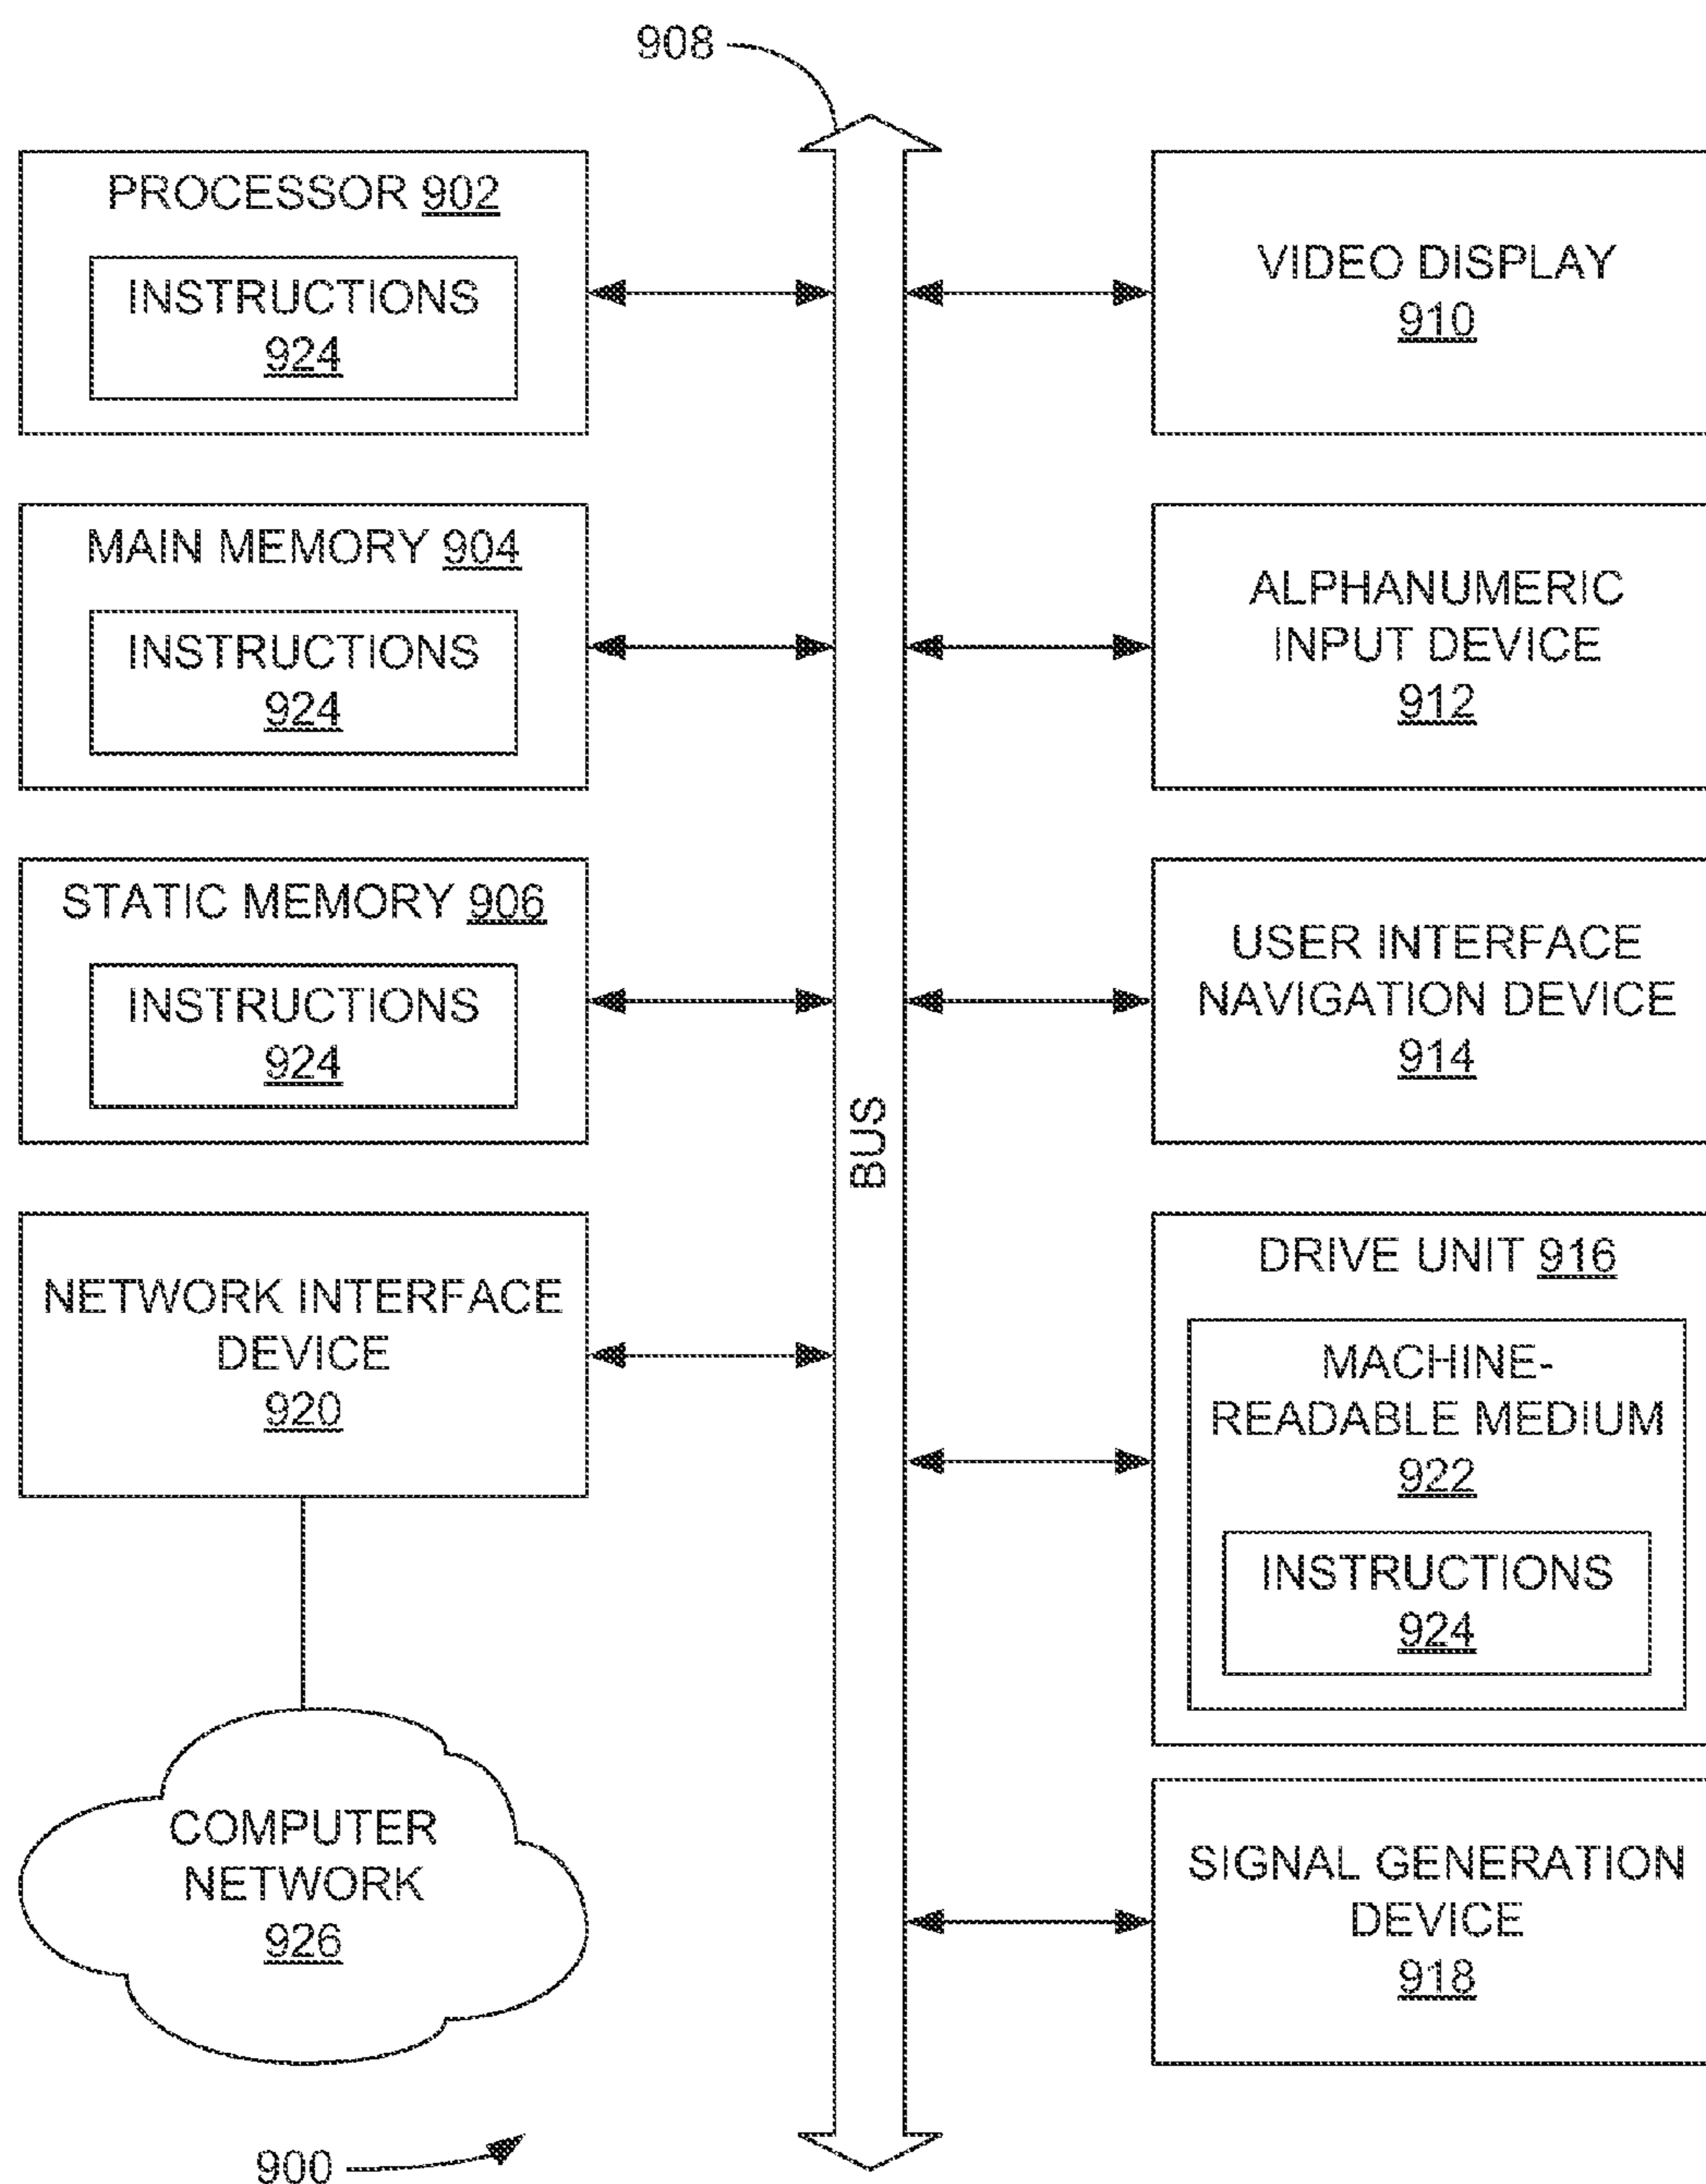 908
PROCESSOR 902
INSTRUCTIONS
924
MAIN MEMORY 904
INSTRUCTIONS
924
STATIC MEMORY 906
INSTRUCTIONS
924
NETWORK INTERFACE
DEVICE
920
COMPUTER
NETWORK
926
900
BUS
VIDEO DISPLAY
910
ALPHANUMERIC
INPUT DEVICE
912
USER INTERFACE
NAVIGATION DEVICE
914
DRIVE UNIT 916
MACHINE-
READABLE MEDIUM
922
INSTRUCTIONS
924
SIGNAL GENERATION
DEVICE
918